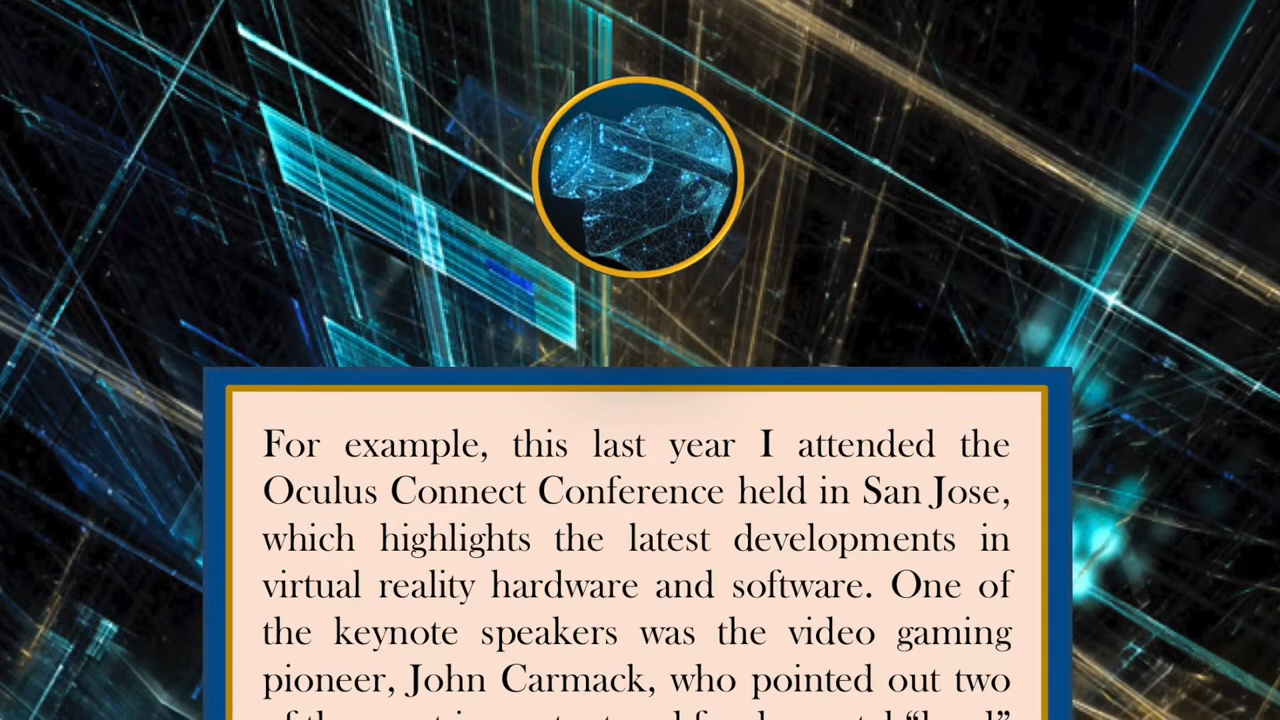 For example, this last year I attended the
Oculus Connect Conference held in San Jose,
which highlights the latest developments in
virtual reality hardware and software. One of
the keynote speakers was the video gaming
pioneer, John Carmack, who pointed out two